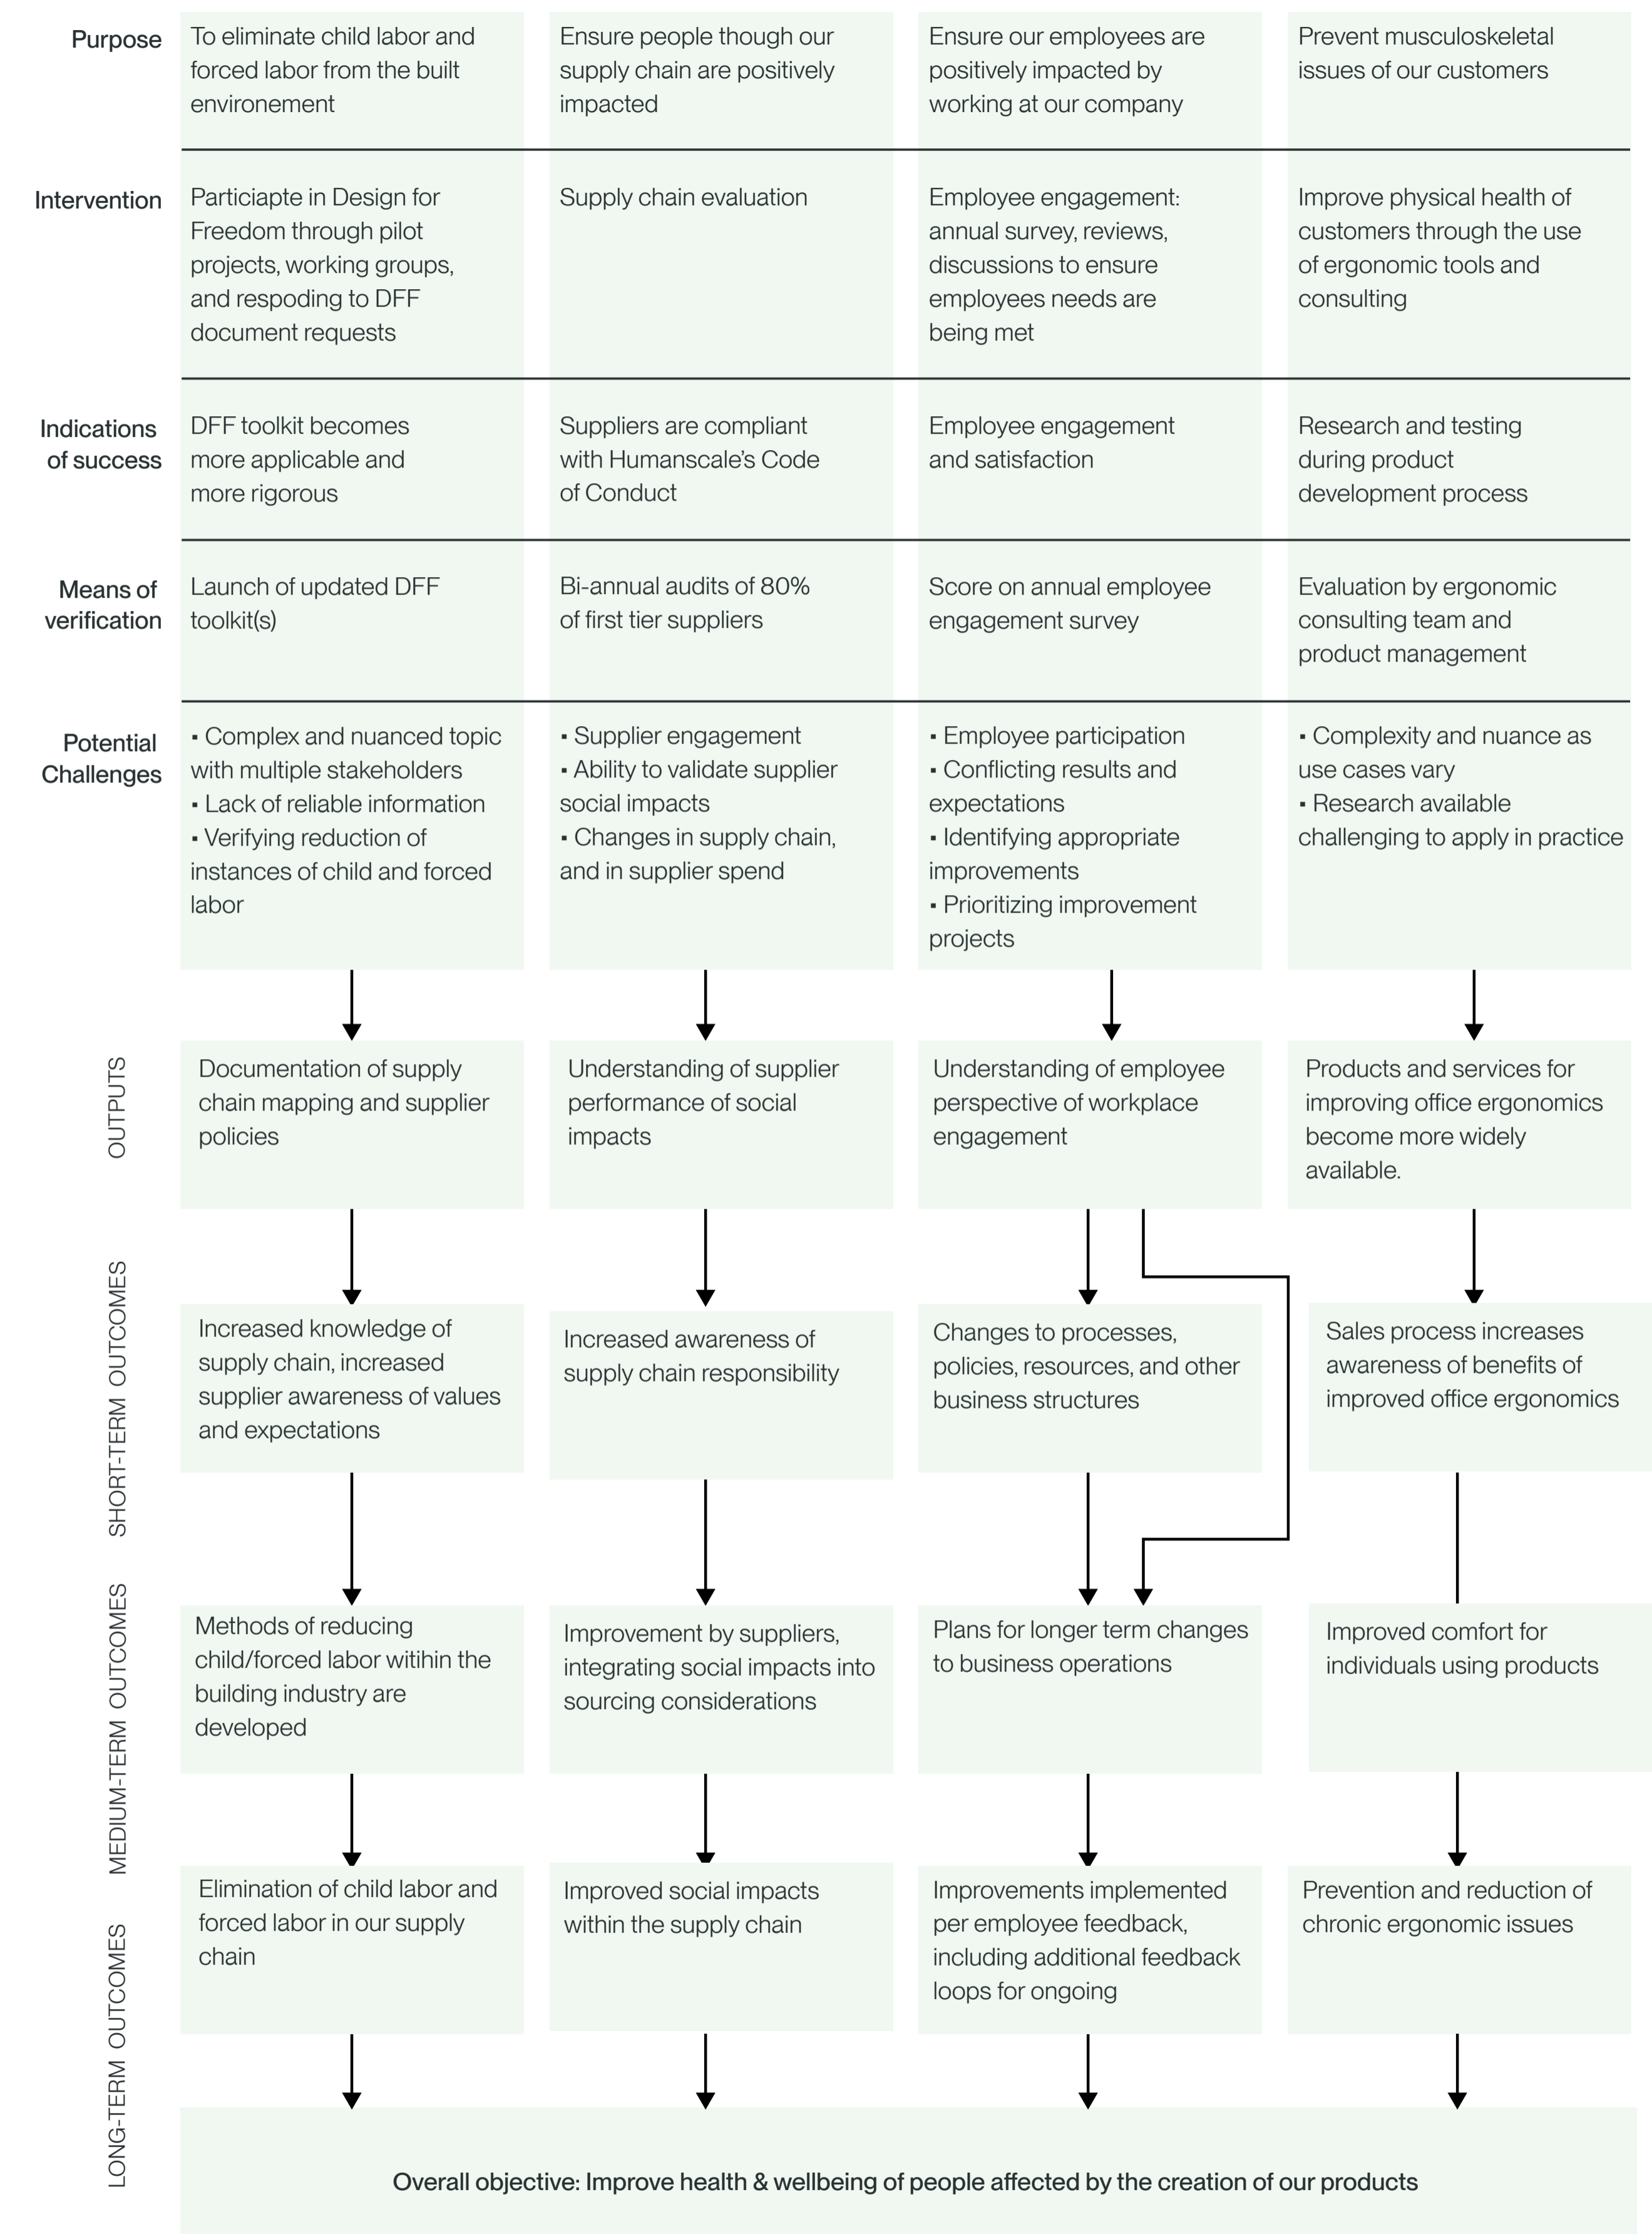 Purpose
To eliminate child labor and
forced labor from the built
environement
Ensure people though our
supply chain are positively
impacted
Ensure our employees are
positively impacted by
working at our company
Prevent musculoskeletal
issues of our customers
Intervention
Particiapte in Design for
Freedom through pilot
projects, working groups,
and respoding to DFF
document requests
Supply chain evaluation
Employee engagement:
annual survey, reviews,
discussions to ensure
employees needs are
being met
Improve physical health of
customers through the use
of ergonomic tools and
consulting
Indications
of success
DFF toolkit becomes
more applicable and
more rigorous
Suppliers are compliant
with Humanscale’s Code
of Conduct
Employee engagement
and satisfaction
Research and testing
during product
development process
Means of
verification
Launch of updated DFF
toolkit(s)
Bi-annual audits of 80%
of first tier suppliers
Score on annual employee
engagement survey
Evaluation by ergonomic
consulting team and
product management
Potential
Challenges
▪ Complex and nuanced topic
with multiple stakeholders
▪ Lack of reliable information
▪ Verifying reduction of
instances of child and forced
labor
▪ Supplier engagement
▪ Ability to validate supplier
social impacts
▪ Changes in supply chain,
and in supplier spend
▪ Employee participation
▪ Conflicting results and
expectations
▪ Identifying appropriate
improvements
▪ Prioritizing improvement
projects
▪ Complexity and nuance as
use cases vary
▪ Research available
challenging to apply in practice
OUTPUTS
Documentation of supply
chain mapping and supplier
policies
Understanding of supplier
performance of social
impacts
Understanding of employee
perspective of workplace
engagement
Products and services for
improving office ergonomics
become more widely
available.
SHORT-TERM OUTCOMES
Increased knowledge of
supply chain, increased
supplier awareness of values
and expectations
Increased awareness of
supply chain responsibility
Changes to processes,
policies, resources, and other
business structures
Sales process increases
awareness of benefits of
improved office ergonomics
MEDIUM-TERM OUTCOMES
Methods of reducing
child/forced labor witihin the
building industry are
developed
Improvement by suppliers,
integrating social impacts into
sourcing considerations
Plans for longer term changes
to business operations
Improved comfort for
individuals using products
LONG-TERM OUTCOMES
Elimination of child labor and
forced labor in our supply
chain
Improved social impacts
within the supply chain
Improvements implemented
per employee feedback,
including additional feedback
loops for ongoing
Prevention and reduction of
chronic ergonomic issues
Overall objective: Improve health & wellbeing of people affected by the creation of our products